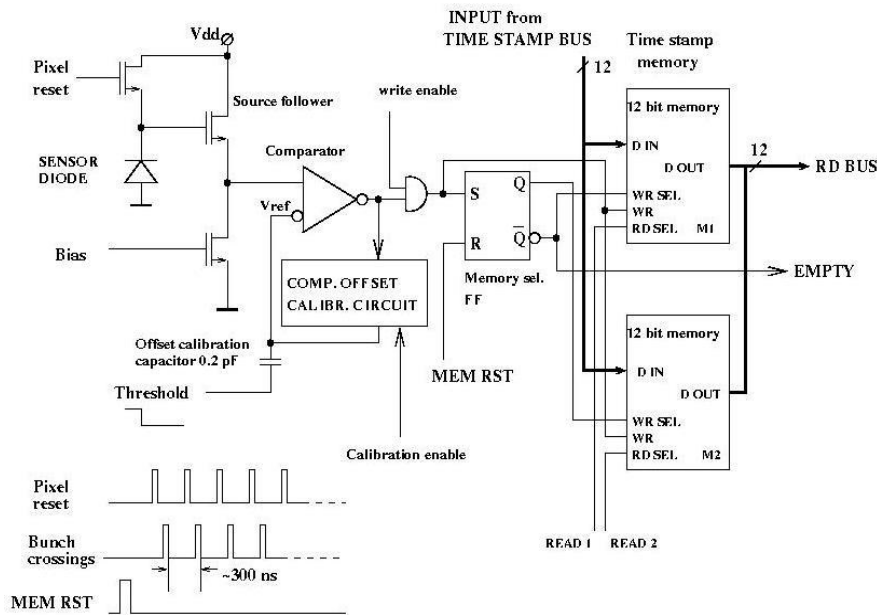 INPUT from
TIME STAMP BUS
Time stamp
memory
Vdd
12
Pixel
reset
Source follower
write enable
12 bit memory
D IN
D OUT
12
RD BUS
SENSOR
DIODE
Comparator
Vref
S
Q
R
Q
WR SEL
WR
RD SEL
M1
Bias
COMP. OFFSET
CALIBR. CIRCUIT
Memory sel.
FF
EMPTY
12 bit memory
Offset calibration
capacitor 0.2 pF
MEM RST
D IN
D OUT
Threshold
WR SEL
WR
RD SEL
M2
Calibration enable
Pixel
reset
Bunch
crossings
~300 ns
READ 1
READ 2
MEM RST